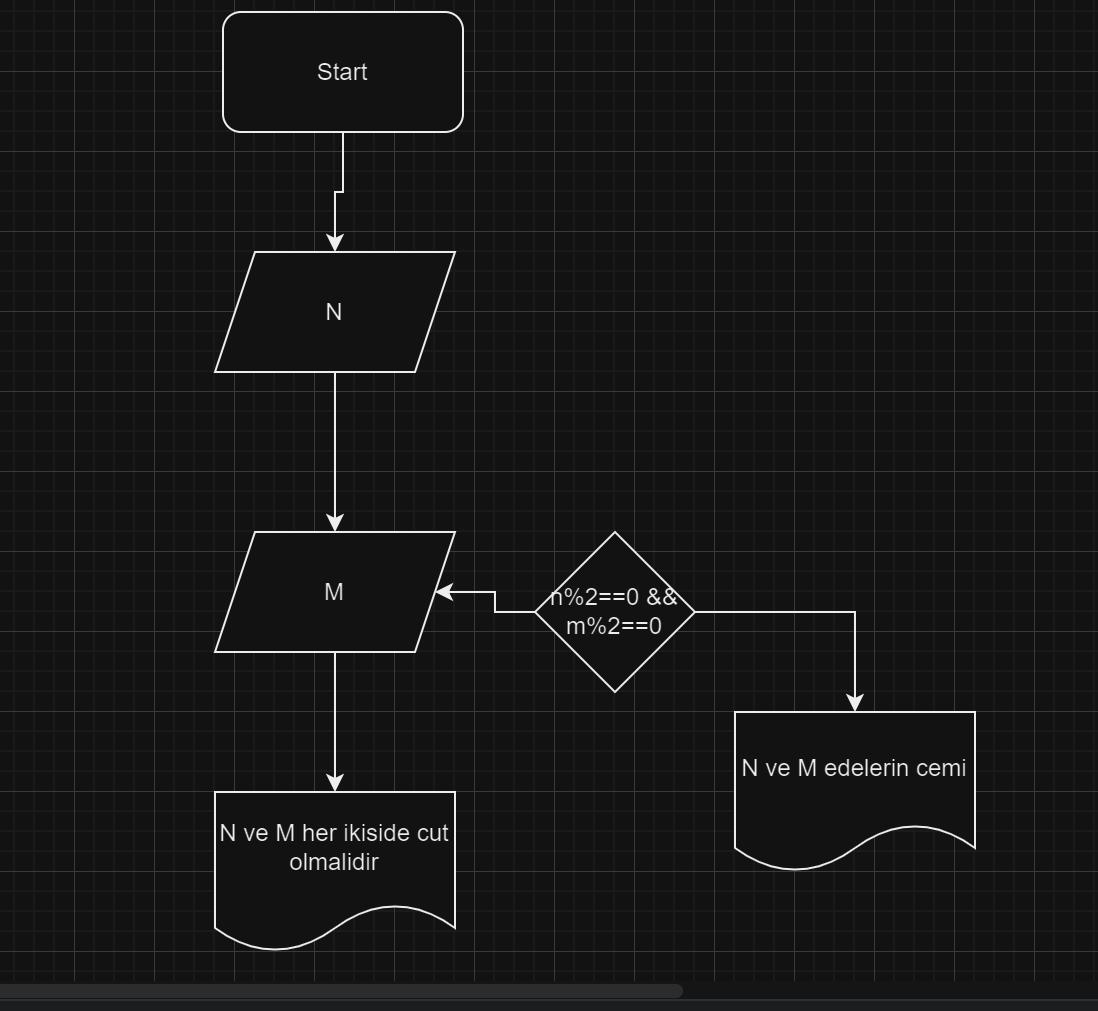 Start
N
M
n%2==0 &&
m%2==0
N ve M edelerin cemi
N ve M her ikiside cut
olmalidir